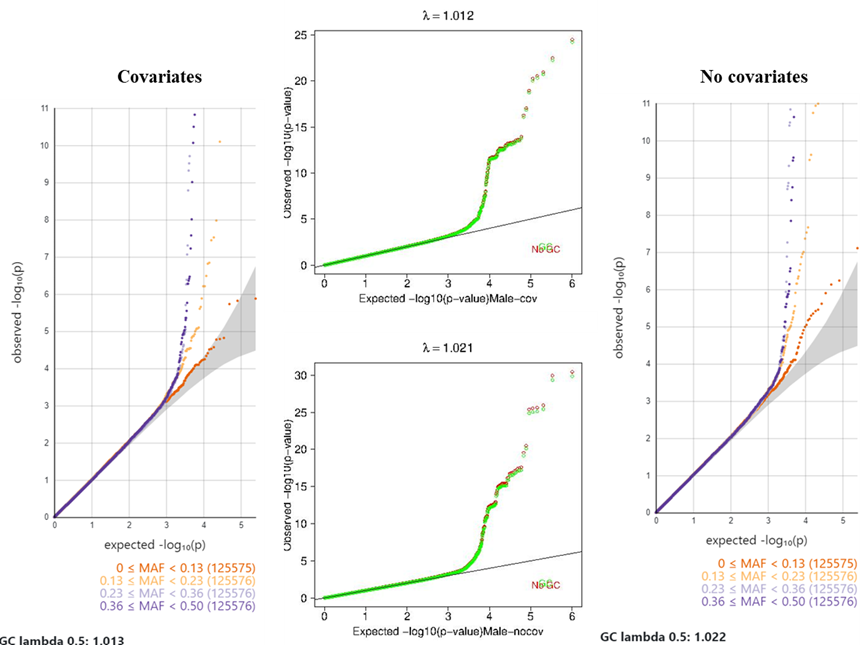 Covariates
11
10
9
8
7
6
5
4
3
2
1
0
observed -log₁₀(p)
0 1 2 3 4 5
expected -log₁₀(p)
0 ≤ MAF < 0.13 (125575)
0.13 ≤ MAF < 0.23 (125576)
0.23 ≤ MAF < 0.36 (125576)
0.36 ≤ MAF < 0.50 (125576)
GC lambda 0.5: 1.013
λ = 1.012
25
20
15
10
5
0
Observed -log10(p-value)
No GC
0 1 2 3 4 5 6
Expected -log10(p-value)Male-cov
λ = 1.021
30
25
20
15
10
5
0
Observed -log10(p-value)
No GC
0 1 2 3 4 5 6
Expected -log10(p-value)Male-nocov
No covariates
11
10
9
8
7
6
5
4
3
2
1
0
observed -log₁₀(p)
0 1 2 3 4 5
expected -log₁₀(p)
0 ≤ MAF < 0.13 (125575)
0.13 ≤ MAF < 0.23 (125576)
0.23 ≤ MAF < 0.36 (125576)
0.36 ≤ MAF < 0.50 (125576)
GC lambda 0.5: 1.022